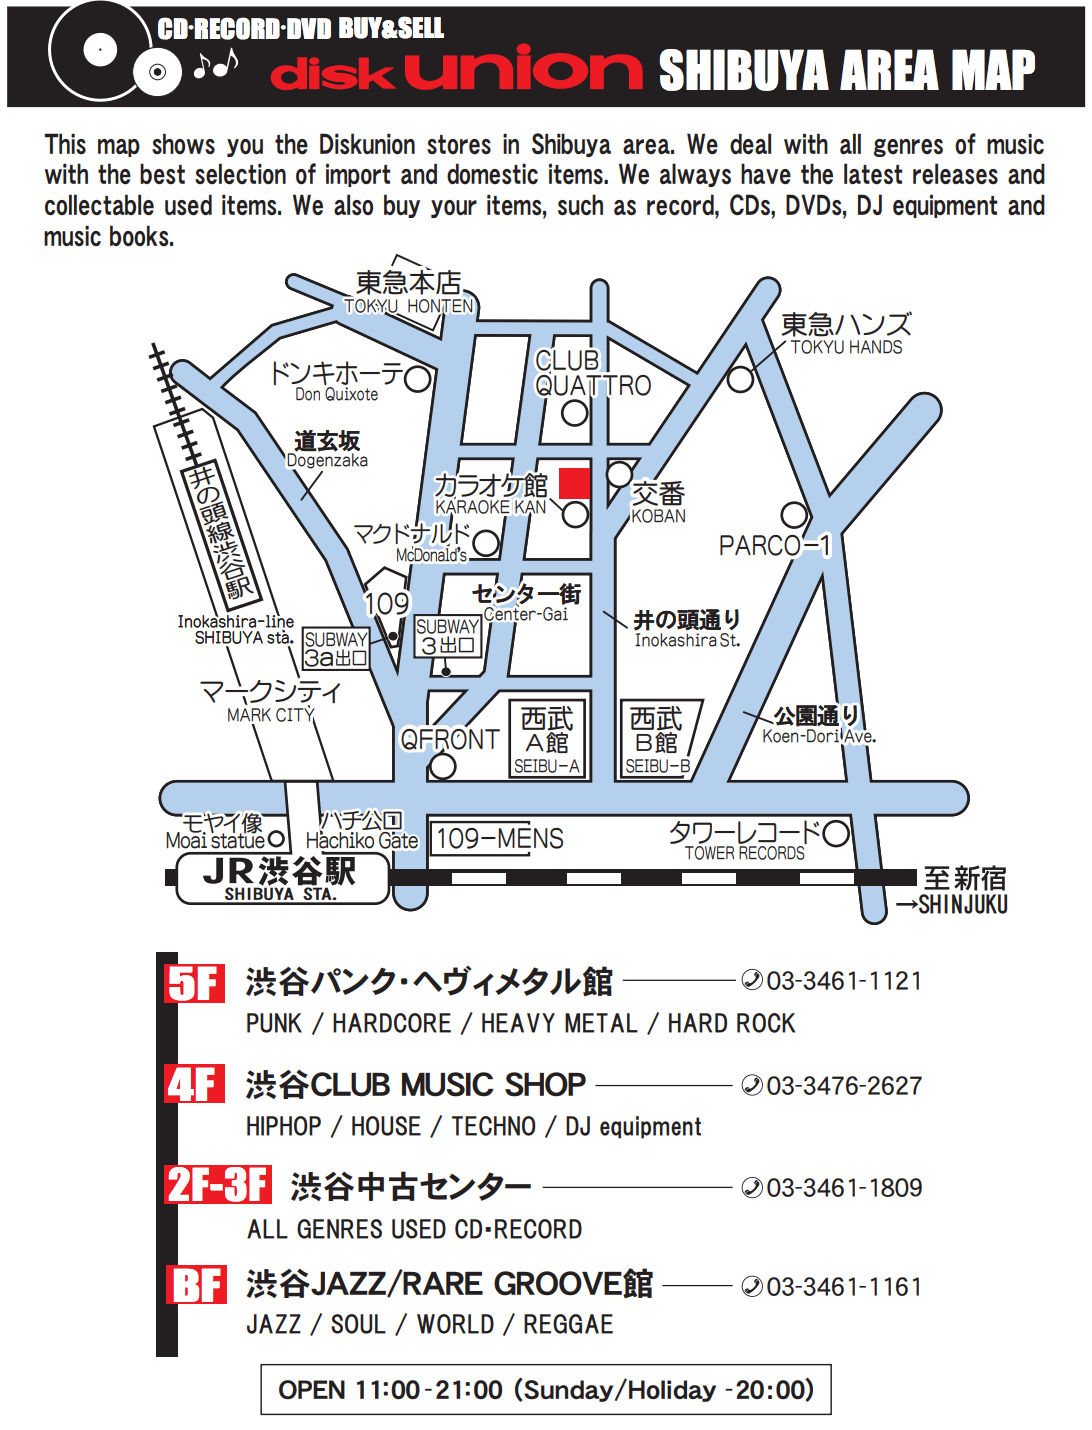 CD·RECORD·DVD BUY&SELL
disk union SHIBUYA AREA MAP
This map shows you the Diskunion stores in Shibuya area. We deal with all genres of music
with the best selection of import and domestic items. We always have the latest releases and
collectable used items. We also buy your items, such as record, CDs, DVDs, DJ equipment and
music books.
東急本店
TOKYU HONTEN
東急ハンズ
TOKYU HANDS
CLUB
QUATTRO
ドンキホーテ
Don Quixote
道玄坂
Dogenzaka
井の頭線渋谷駅
カラオケ館
KARAOKE KAN
交番
KOBAN
マクドナルド
McDonald's
PARCO-1
センター街
Center-Gai
109
井の頭通り
Inokashira St.
Inokashira-line
SHIBUYA sta.
SUBWAY
3a出口
SUBWAY
3出口
マークシティ
MARK CITY
QFRONT
西武
A館
SEIBU-A
西武
B館
SEIBU-B
公園通り
Koen-Dori Ave.
モヤイ像
Moai statue
ハチ公口
Hachiko Gate
109-MENS
タワーレコード
TOWER RECORDS
JR渋谷駅
SHIBUYA STA.
至新宿
→SHINJUKU
5F 渋谷パンク·ヘヴィメタル館 03-3461-1121
PUNK / HARDCORE / HEAVY METAL / HARD ROCK
4F 渋谷CLUB MUSIC SHOP 03-3476-2627
HIPHOP / HOUSE / TECHNO / DJ equipment
2F-3F 渋谷中古センター 03-3461-1809
ALL GENRES USED CD·RECORD
BF 渋谷JAZZ/RARE GROOVE館 03-3461-1161
JAZZ / SOUL / WORLD / REGGAE
OPEN 11:00-21:00 (Sunday/Holiday -20:00)